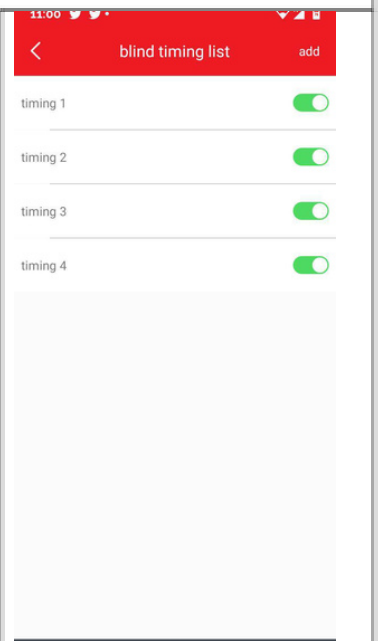 11:00
blind timing list add
timing 1
timing 2
timing 3
timing 4